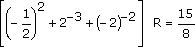 [(-1/2)² + 2⁻³ + (-2)⁻²] R = 15/8